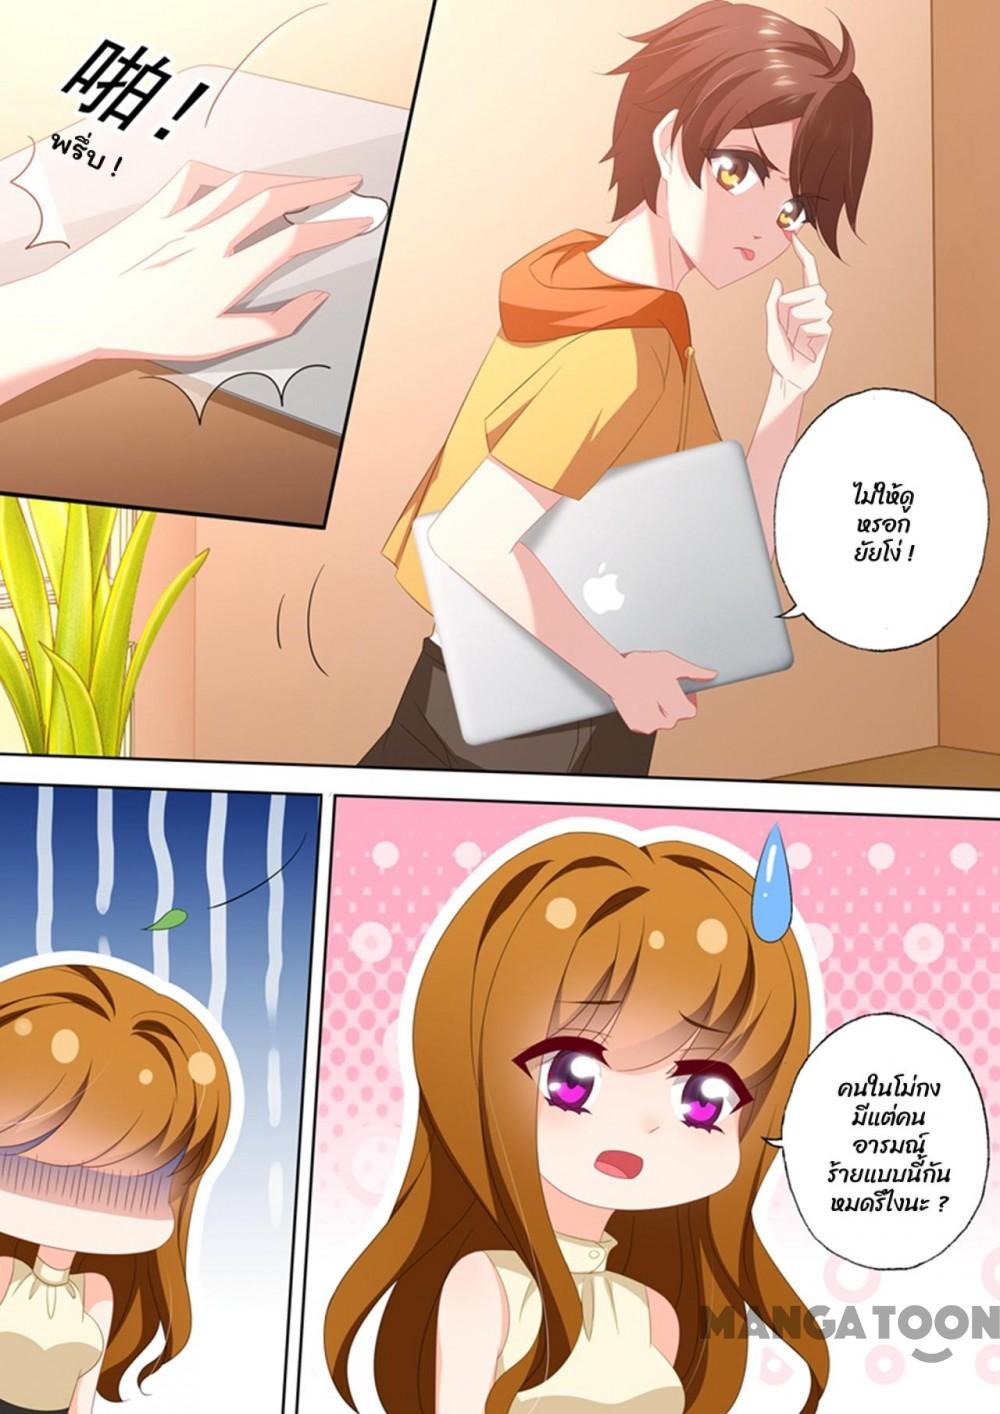 啪！
พรึ่บ !
ไม่ให้ดู
หรอก
ยัยโง่ !
คนในโม่กง
มีแต่คน
อารมณ์
ร้ายแบบนี้กัน
หมดรึไงนะ ?
MANGATOON